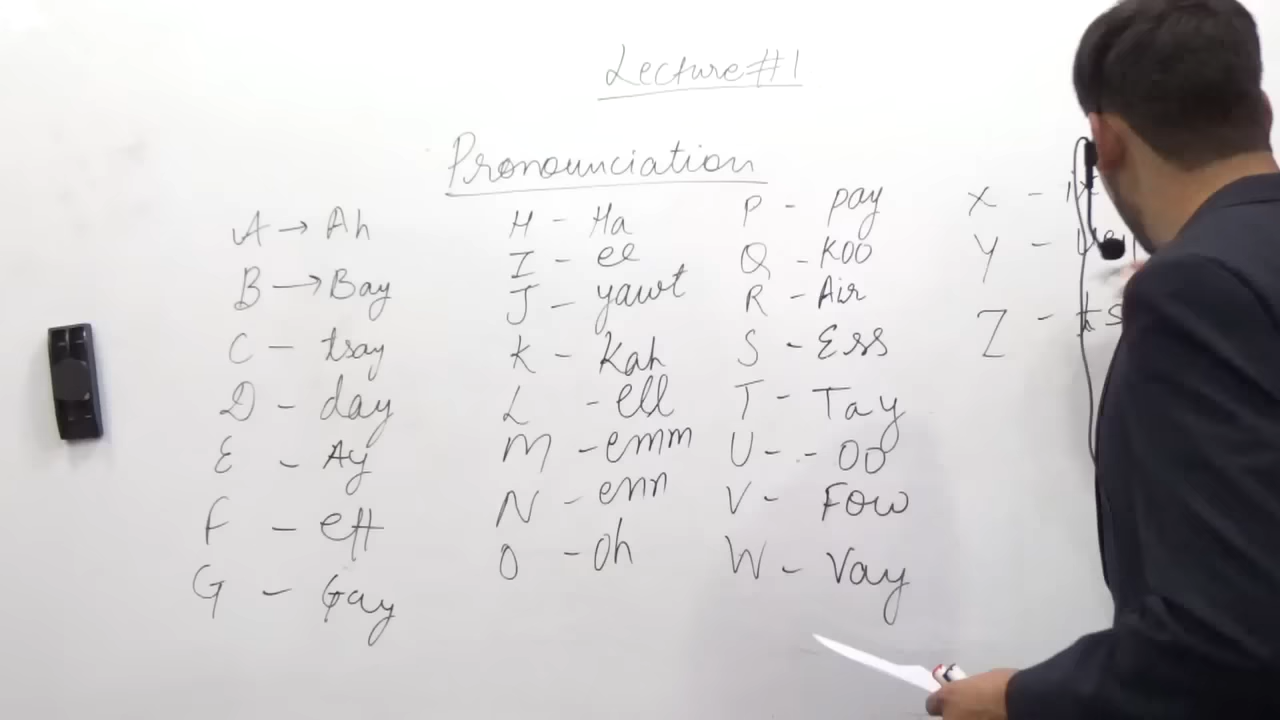 Lecture #1
Pronounciation
A → Ah
B → Bay
C - tsay
D - day
E - Ay
F - eff
G - Gay
H - Ha
I - ee
J - yawt
K - Kah
L - ell
M - emm
N - enn
O - oh
P - pay
Q - KOO
R - Air
S - Ess
T - Tay
U - - OO
V - Fow
W - Vay
X - ix
Y -
Z -